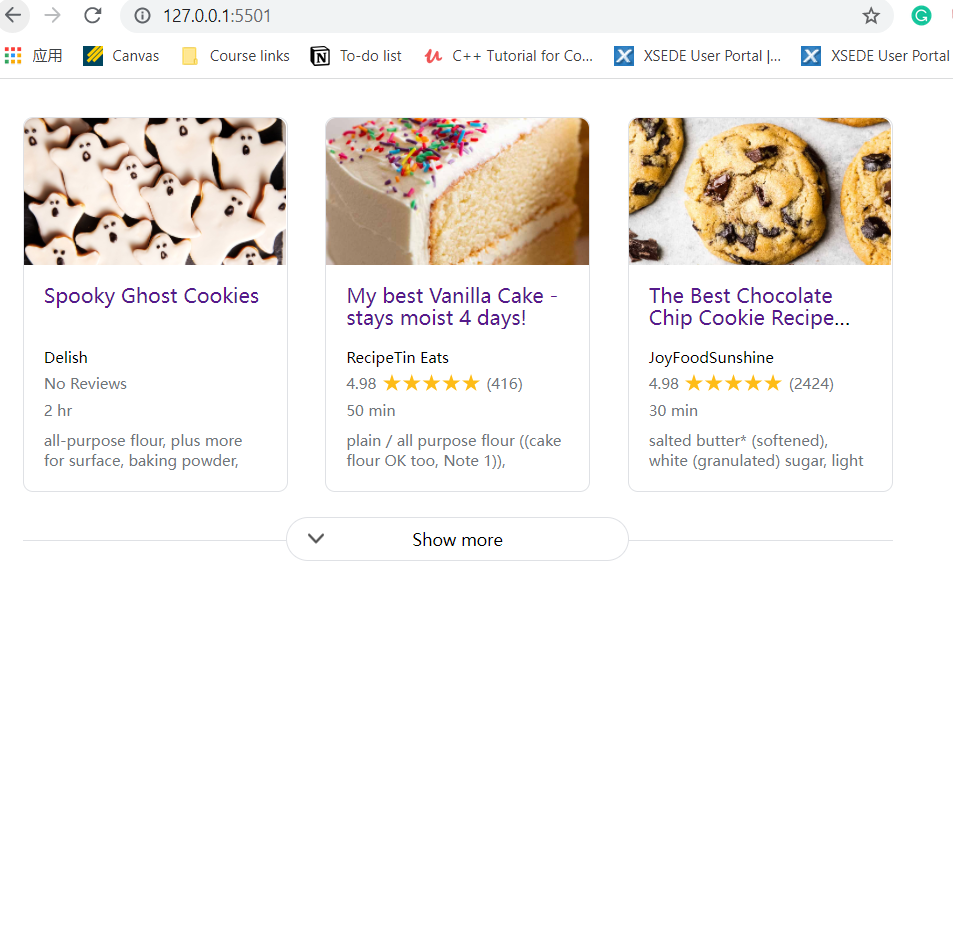 127.0.0.1:5501
应用 Canvas Course links To-do list C++ Tutorial for Co... XSEDE User Portal |... XSEDE User Portal
Spooky Ghost Cookies
Delish
No Reviews
2 hr
all-purpose flour, plus more
for surface, baking powder,
My best Vanilla Cake -
stays moist 4 days!
RecipeTin Eats
4.98 ★★★★★ (416)
50 min
plain / all purpose flour ((cake
flour OK too, Note 1)),
The Best Chocolate
Chip Cookie Recipe...
JoyFoodSunshine
4.98 ★★★★★ (2424)
30 min
salted butter* (softened),
white (granulated) sugar, light
Show more